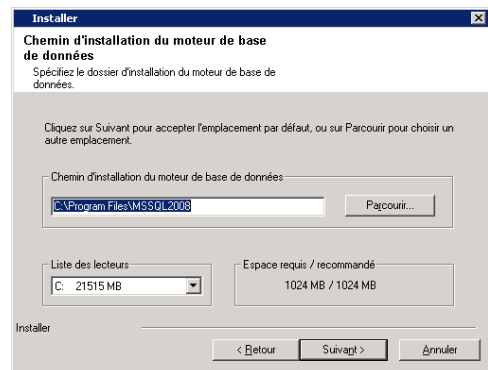 Installer
Chemin d'installation du moteur de base
de données
Spécifiez le dossier d'installation du moteur de base de
données.
Cliquez sur Suivant pour accepter l'emplacement par défaut, ou sur Parcourir pour choisir un
autre emplacement.
Chemin d'installation du moteur de base de données
C:\Program Files\MSSQL2008
Parcourir...
Liste des lecteurs
C: 21515 MB
Espace requis / recommandé
1024 MB / 1024 MB
Installer
< Retour
Suivant >
Annuler